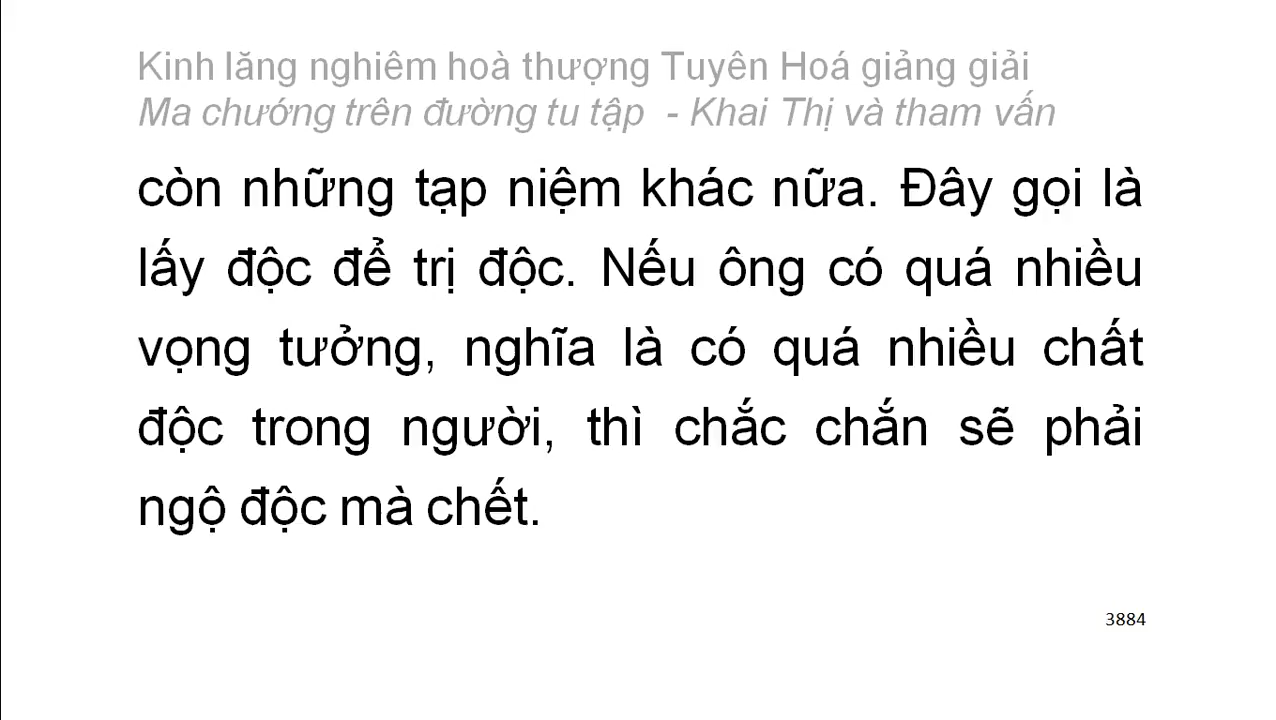 Kinh lăng nghiêm hoà thượng Tuyên Hoá giảng giải
Ma chướng trên đường tu tập - Khai Thị và tham vấn
còn những tạp niệm khác nữa. Đây gọi là
lấy độc để trị độc. Nếu ông có quá nhiều
vọng tưởng, nghĩa là có quá nhiều chất
độc trong người, thì chắc chắn sẽ phải
ngộ độc mà chết.
3884